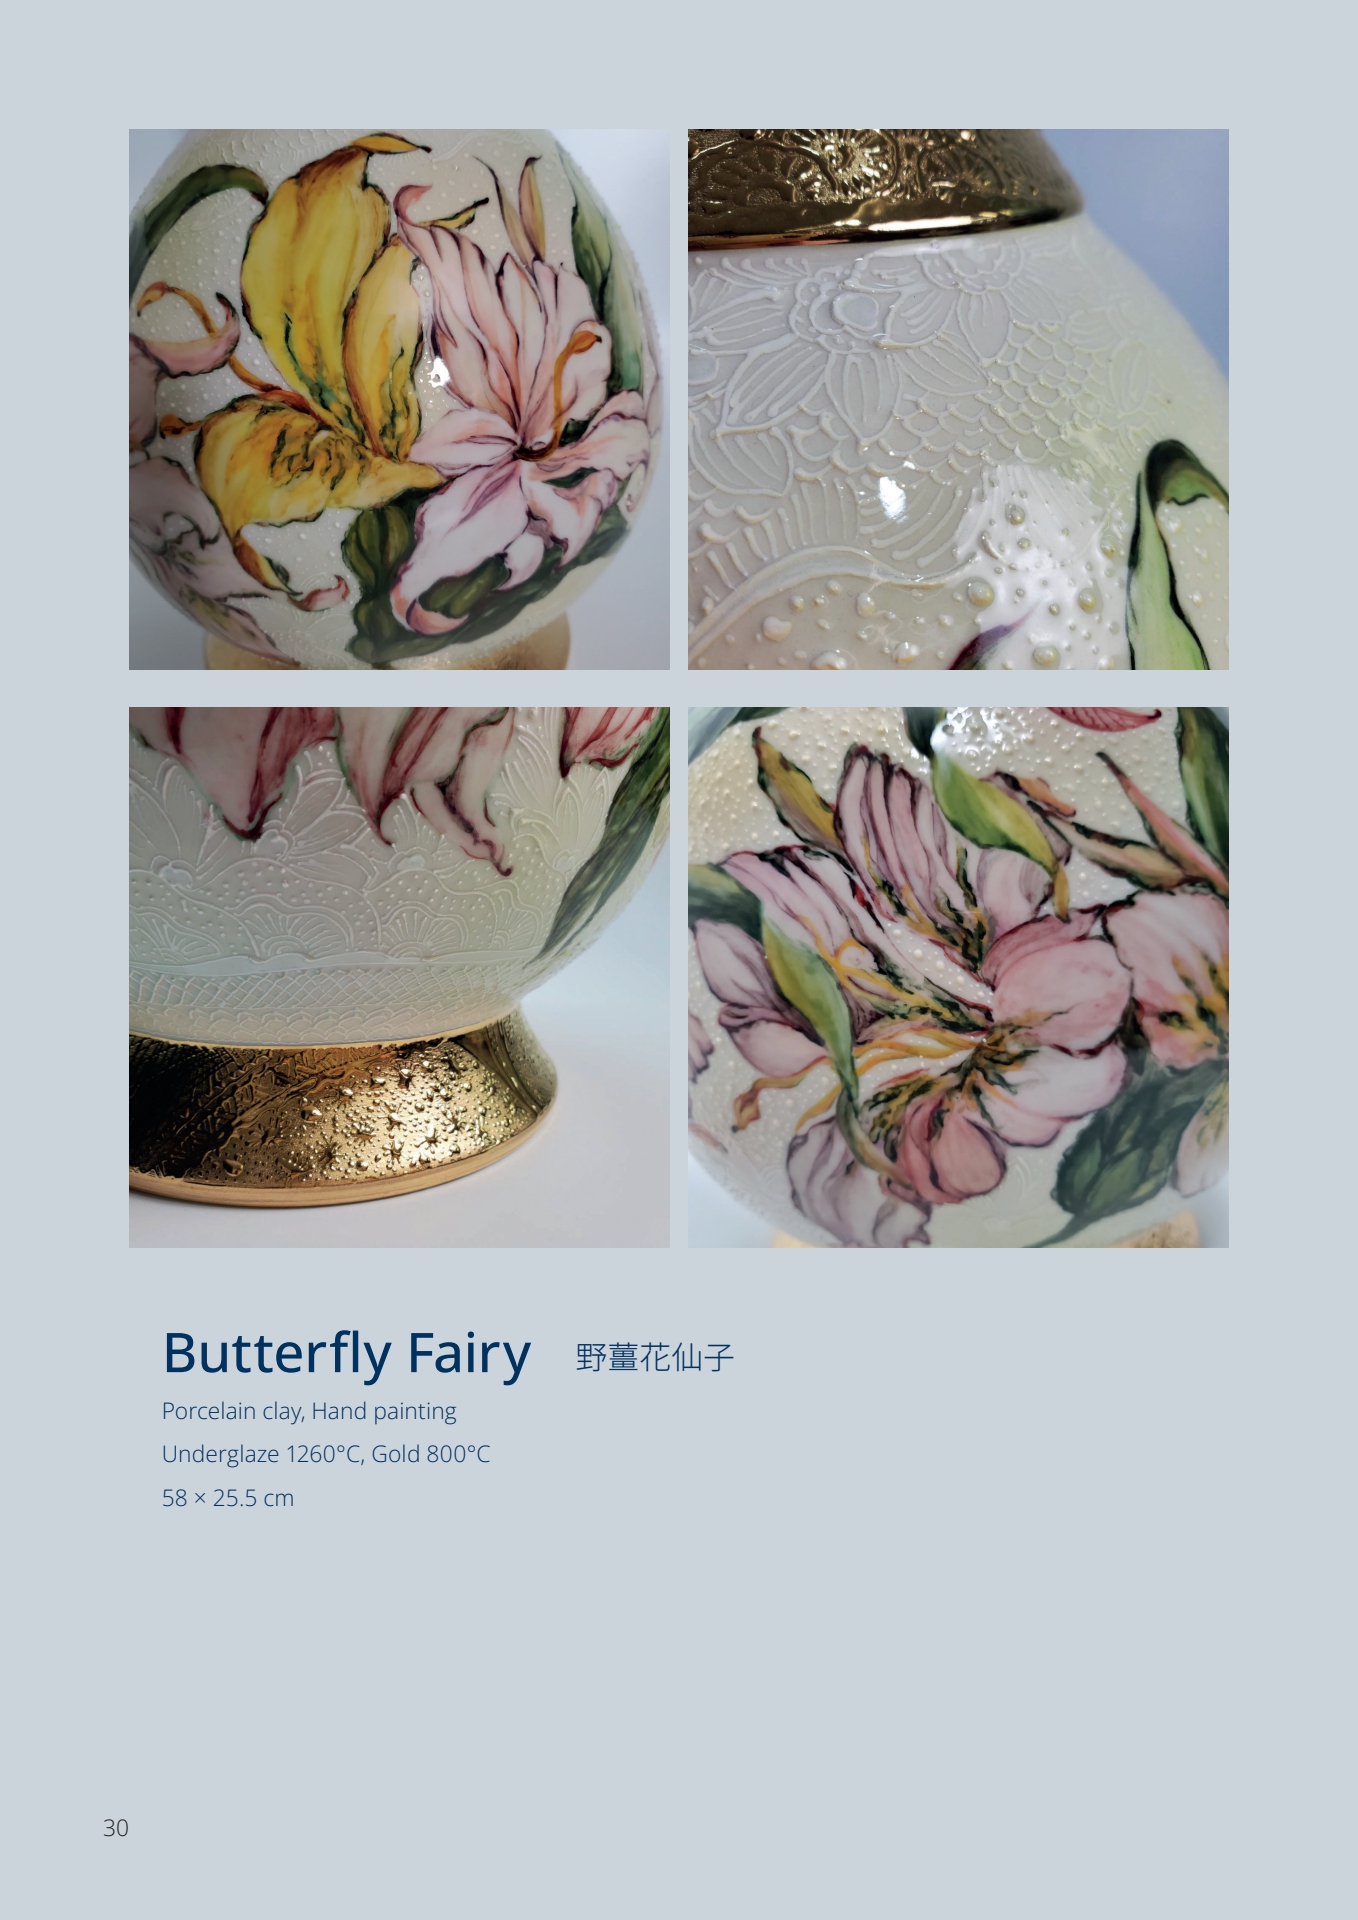 Butterfly Fairy 野薑花仙子
Porcelain clay, Hand painting
Underglaze 1260°C, Gold 800°C
58 × 25.5 cm
30